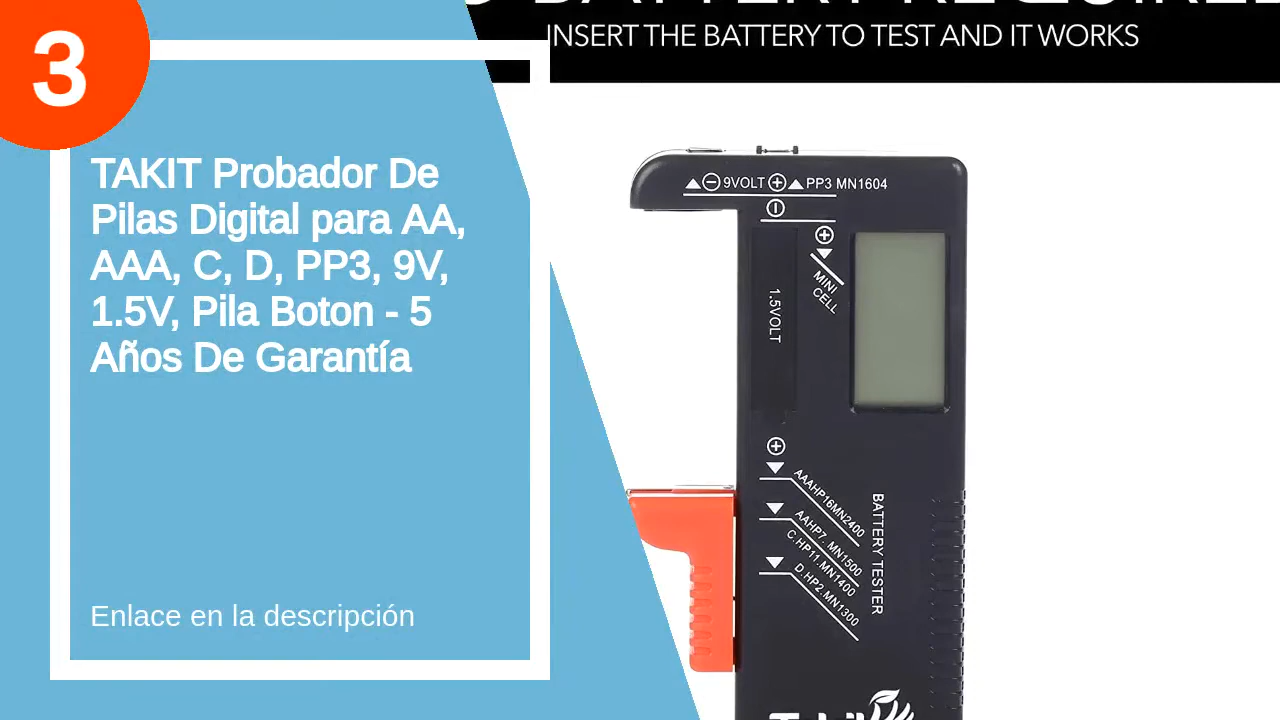 3
INSERT THE BATTERY TO TEST AND IT WORKS
TAKIT Probador De
Pilas Digital para AA,
AAA, C, D, PP3, 9V,
1.5V, Pila Boton - 5
Años De Garantía
Enlace en la descripción
9VOLT PP3 MN1604
MINI
CELL
1.5VOLT
AAAHP16MN2400
AAHP7. MN1500
C.HP11.MN1400
D.HP2.MN1300
BATTERY TESTER